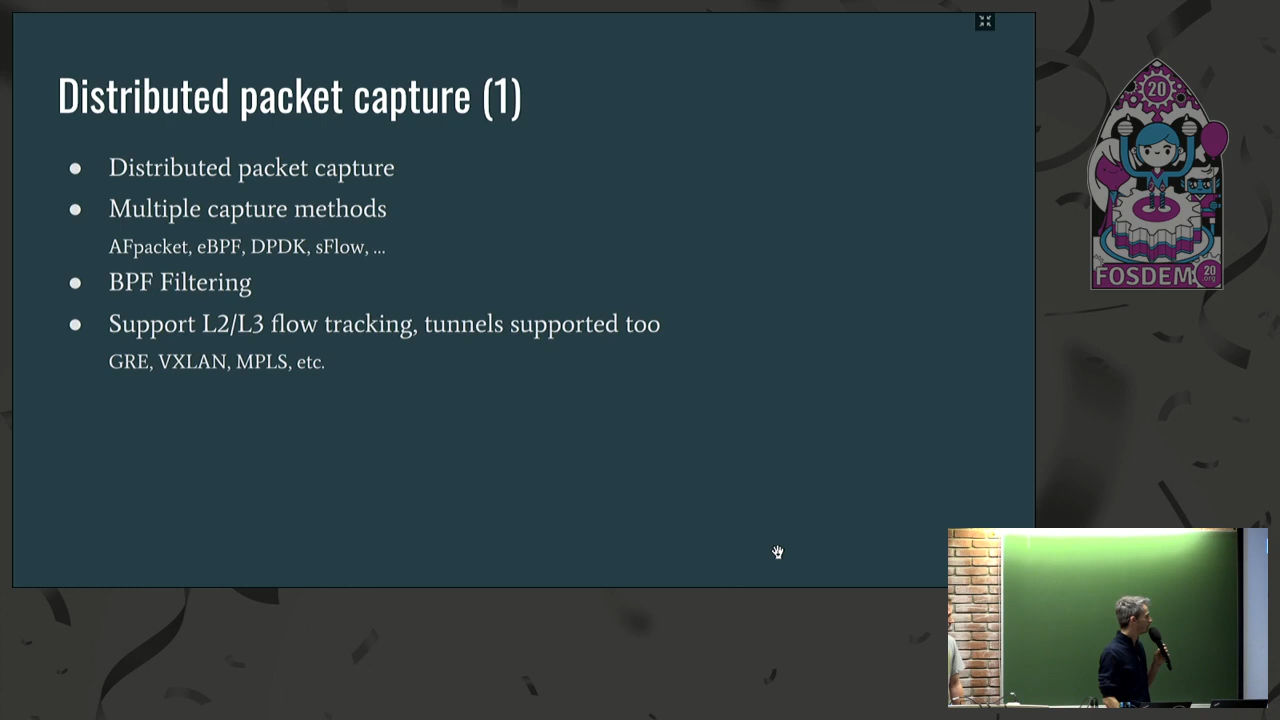 Distributed packet capture (1)
● Distributed packet capture
● Multiple capture methods
AFpacket, eBPF, DPDK, sFlow, ...
● BPF Filtering
● Support L2/L3 flow tracking, tunnels supported too
GRE, VXLAN, MPLS, etc.
20
FOSDEM
20
.org